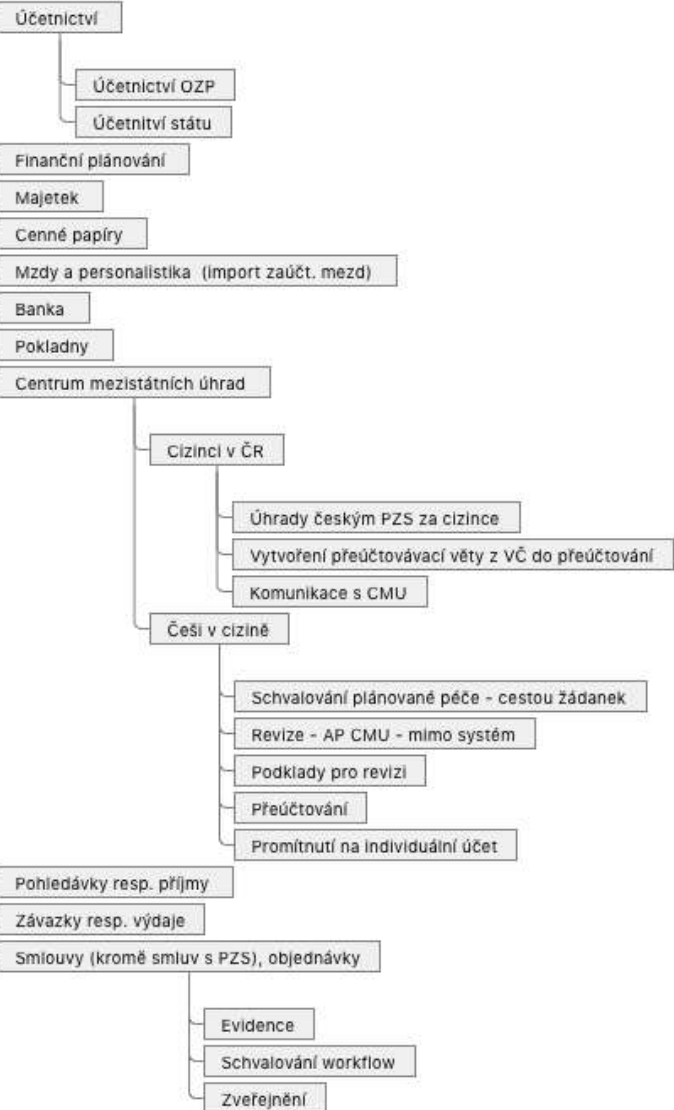 Účetnictví
Účetnictví OZP
Účetnitví státu
Finanční plánování
Majetek
Cenné papíry
Mzdy a personalistika (import zaúčt. mezd)
Banka
Pokladny
Centrum mezistátních úhrad
Cizinci v ČR
Úhrady českým PZS za cizince
Vytvoření přeúčtovávací věty z VČ do přeúčtování
Komunikace s CMU
Češi v cizině
Schvalování plánované péče - cestou žádanek
Revize - AP CMU - mimo systém
Podklady pro revizi
Přeúčtování
Promítnutí na individuální účet
Pohledávky resp. příjmy
Závazky resp. výdaje
Smlouvy (kromě smluv s PZS), objednávky
Evidence
Schvalování workflow
Zveřejnění